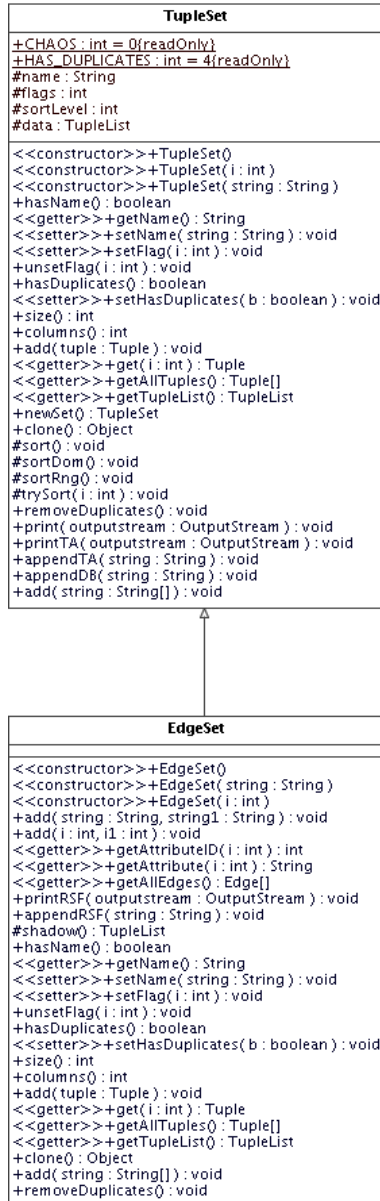 TupleSet
+CHAOS : int = 0{readOnly}
+HAS_DUPLICATES : int = 4{readOnly}
#name : String
#flags : int
#sortLevel : int
#data : TupleList
<<constructor>>+TupleSet()
<<constructor>>+TupleSet( i : int )
<<constructor>>+TupleSet( string : String )
+hasName() : boolean
<<getter>>+getName() : String
<<setter>>+setName( string : String ) : void
<<setter>>+setFlag( i : int ) : void
+unsetFlag( i : int ) : void
+hasDuplicates() : boolean
<<setter>>+setHasDuplicates( b : boolean ) : void
+size() : int
+columns() : int
+add( tuple : Tuple ) : void
<<getter>>+get( i : int ) : Tuple
<<getter>>+getAllTuples() : Tuple[]
<<getter>>+getTupleList() : TupleList
+newSet() : TupleSet
+clone() : Object
#sort() : void
#sortDom() : void
#sortRng() : void
#trySort( i : int ) : void
+removeDuplicates() : void
+print( outputstream : OutputStream ) : void
+printTA( outputstream : OutputStream ) : void
+appendTA( string : String ) : void
+appendDB( string : String ) : void
+add( string : String[] ) : void
EdgeSet
<<constructor>>+EdgeSet()
<<constructor>>+EdgeSet( string : String )
<<constructor>>+EdgeSet( i : int )
+add( string : String, string1 : String ) : void
+add( i : int, i1 : int ) : void
<<getter>>+getAttributeID( i : int ) : int
<<getter>>+getAttribute( i : int ) : String
<<getter>>+getAllEdges() : Edge[]
+printRSF( outputstream : OutputStream ) : void
+appendRSF( string : String ) : void
#shadow() : TupleList
+hasName() : boolean
<<getter>>+getName() : String
<<setter>>+setName( string : String ) : void
<<setter>>+setFlag( i : int ) : void
+unsetFlag( i : int ) : void
+hasDuplicates() : boolean
<<setter>>+setHasDuplicates( b : boolean ) : void
+size() : int
+columns() : int
+add( tuple : Tuple ) : void
<<getter>>+get( i : int ) : Tuple
<<getter>>+getAllTuples() : Tuple[]
<<getter>>+getTupleList() : TupleList
+clone() : Object
+add( string : String[] ) : void
+removeDuplicates() : void